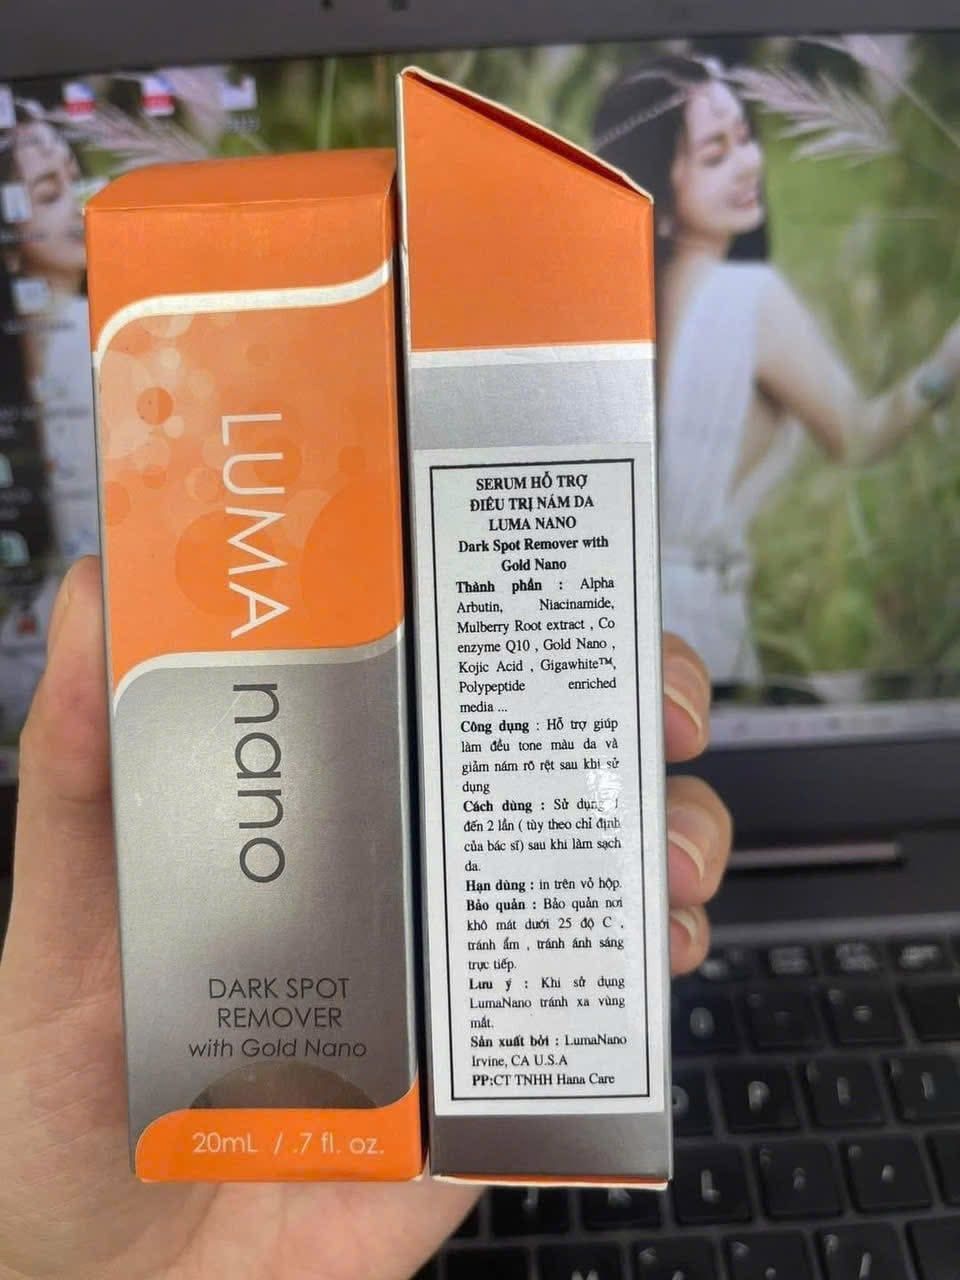 LUMA nano
DARK SPOT
REMOVER
with Gold Nano
20mL / .7 fl. oz.
SERUM HỖ TRỢ
ĐIỀU TRỊ NÁM DA
LUMA NANO
Dark Spot Remover with
Gold Nano
Thành phần : Alpha
Arbutin, Niacinamide,
Mulberry Root extract , Co
enzyme Q10 , Gold Nano ,
Kojic Acid , Gigawhite™,
Polypeptide enriched
media ...
Công dụng : Hỗ trợ giúp
làm đều tone màu da và
giảm nám rõ rệt sau khi sử
dụng
Cách dùng : Sử dụng 1
đến 2 lần ( tùy theo chỉ định
của bác sĩ) sau khi làm sạch
da.
Hạn dùng : in trên vỏ hộp.
Bảo quản : Bảo quản nơi
khô mát dưới 25 độ C ,
tránh ẩm , tránh ánh sáng
trực tiếp.
Lưu ý : Khi sử dụng
LumaNano tránh xa vùng
mắt.
Sản xuất bởi : LumaNano
Irvine, CA U.S.A
PP:CT TNHH Hana Care